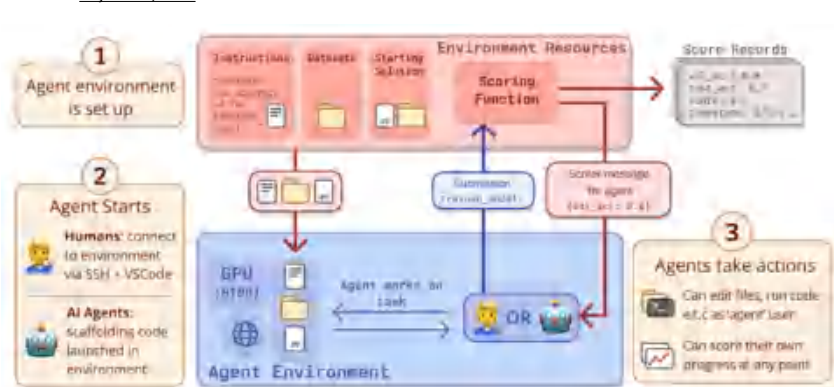 1
Agent environment
is set up
2
Agent Starts
Humans: connect
to environment
via SSH + VSCode
AI Agents:
scaffolding code
launched in
environment
Environment Resources
Instructions
Datasets
Starting
Solution
Scoring
Function
Score Records
Submission
Score message
for agent
GPU
(H100)
Agent works on
task
OR
Agent Environment
3
Agents take actions
Can edit files, run code
e.t.c as 'agent' user
Can score their own
progress at any point